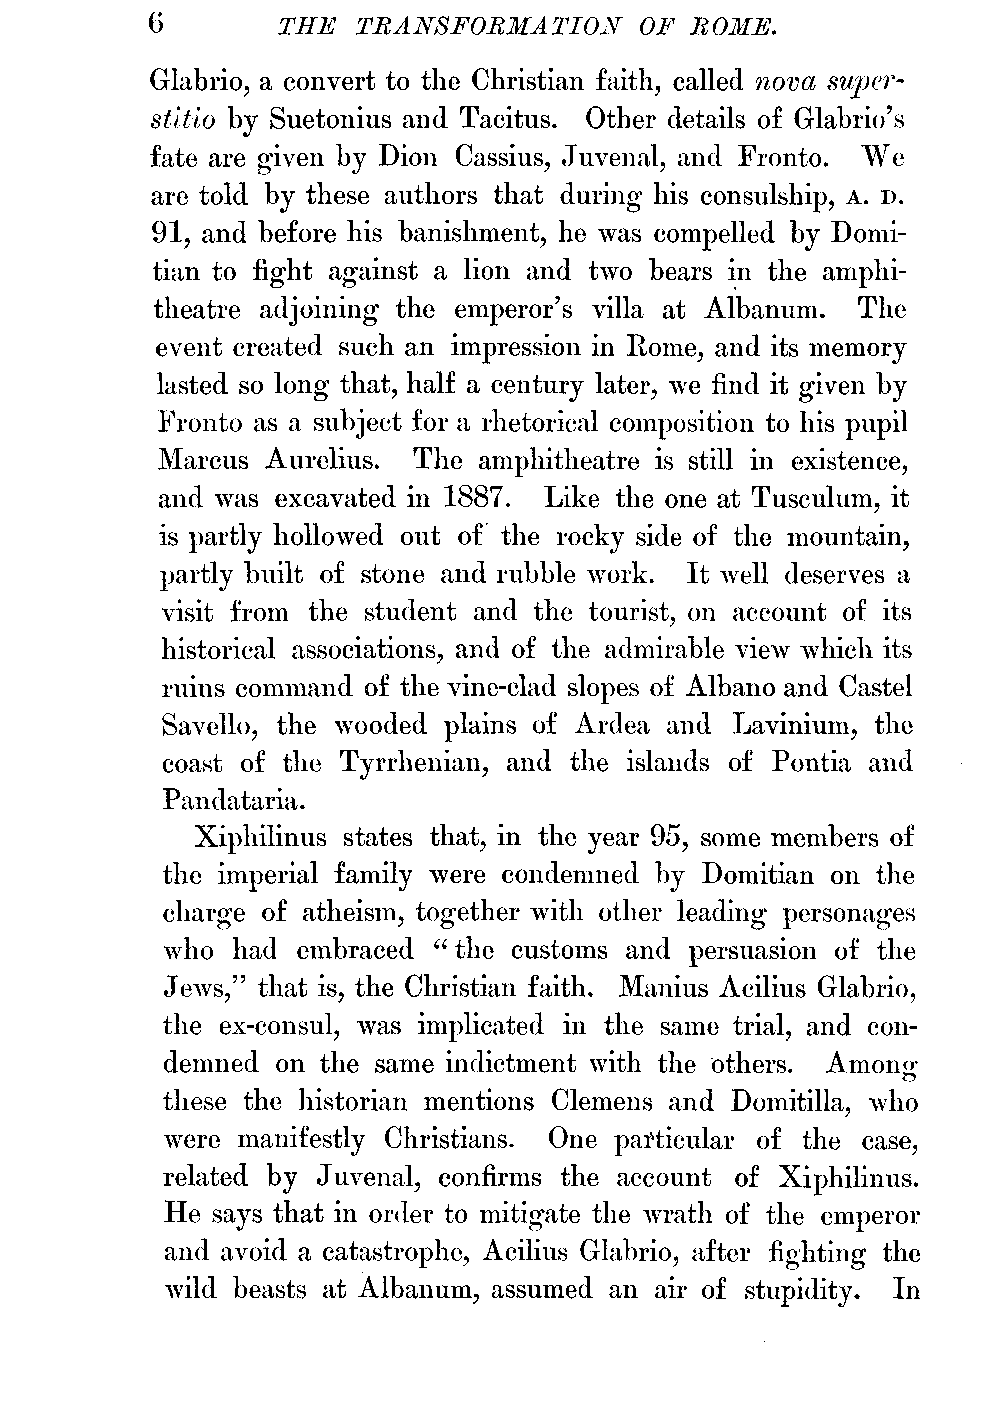 6 THE TRANSFORMATION OF ROME.
Glabrio, a convert to the Christian faith, called nova super-
stitio by Suetonius and Tacitus. Other details of Glabrio's
fate are given by Dion Cassius, Juvenal, and Fronto. We
are told by these authors that during his consulship, A. D.
91, and before his banishment, he was compelled by Domi-
tian to fight against a lion and two bears in the amphi-
theatre adjoining the emperor's villa at Albanum. The
event created such an impression in Rome, and its memory
lasted so long that, half a century later, we find it given by
Fronto as a subject for a rhetorical composition to his pupil
Marcus Aurelius. The amphitheatre is still in existence,
and was excavated in 1887. Like the one at Tusculum, it
is partly hollowed out of the rocky side of the mountain,
partly built of stone and rubble work. It well deserves a
visit from the student and the tourist, on account of its
historical associations, and of the admirable view which its
ruins command of the vine-clad slopes of Albano and Castel
Savello, the wooded plains of Ardea and Lavinium, the
coast of the Tyrrhenian, and the islands of Pontia and
Pandataria.
Xiphilinus states that, in the year 95, some members of
the imperial family were condemned by Domitian on the
charge of atheism, together with other leading personages
who had embraced "the customs and persuasion of the
Jews," that is, the Christian faith. Manius Acilius Glabrio,
the ex-consul, was implicated in the same trial, and con-
demned on the same indictment with the others. Among
these the historian mentions Clemens and Domitilla, who
were manifestly Christians. One particular of the case,
related by Juvenal, confirms the account of Xiphilinus.
He says that in order to mitigate the wrath of the emperor
and avoid a catastrophe, Acilius Glabrio, after fighting the
wild beasts at Albanum, assumed an air of stupidity. In